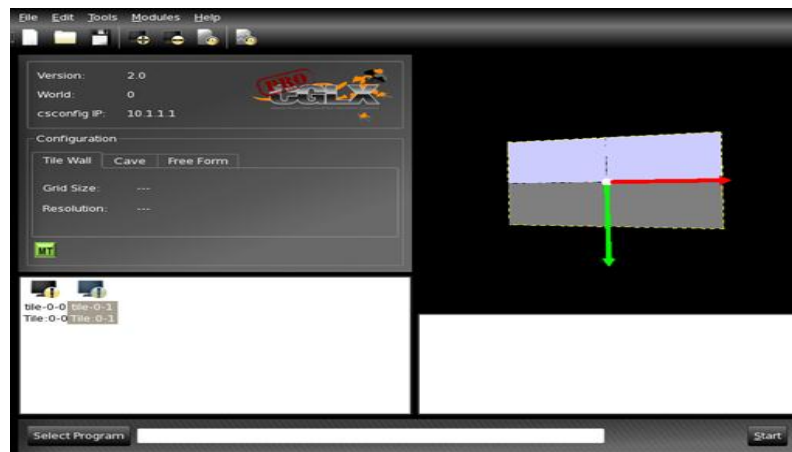 File Edit Tools Modules Help
Version: 2.0
World: 0
csconfig IP: 10.1.1.1
PRO
CGLX
Configuration
Tile Wall Cave Free Form
Grid Size: ---
Resolution: ---
MT
tile-0-0 tile-0-1
Tile:0-0 Tile:0-1
Select Program Start